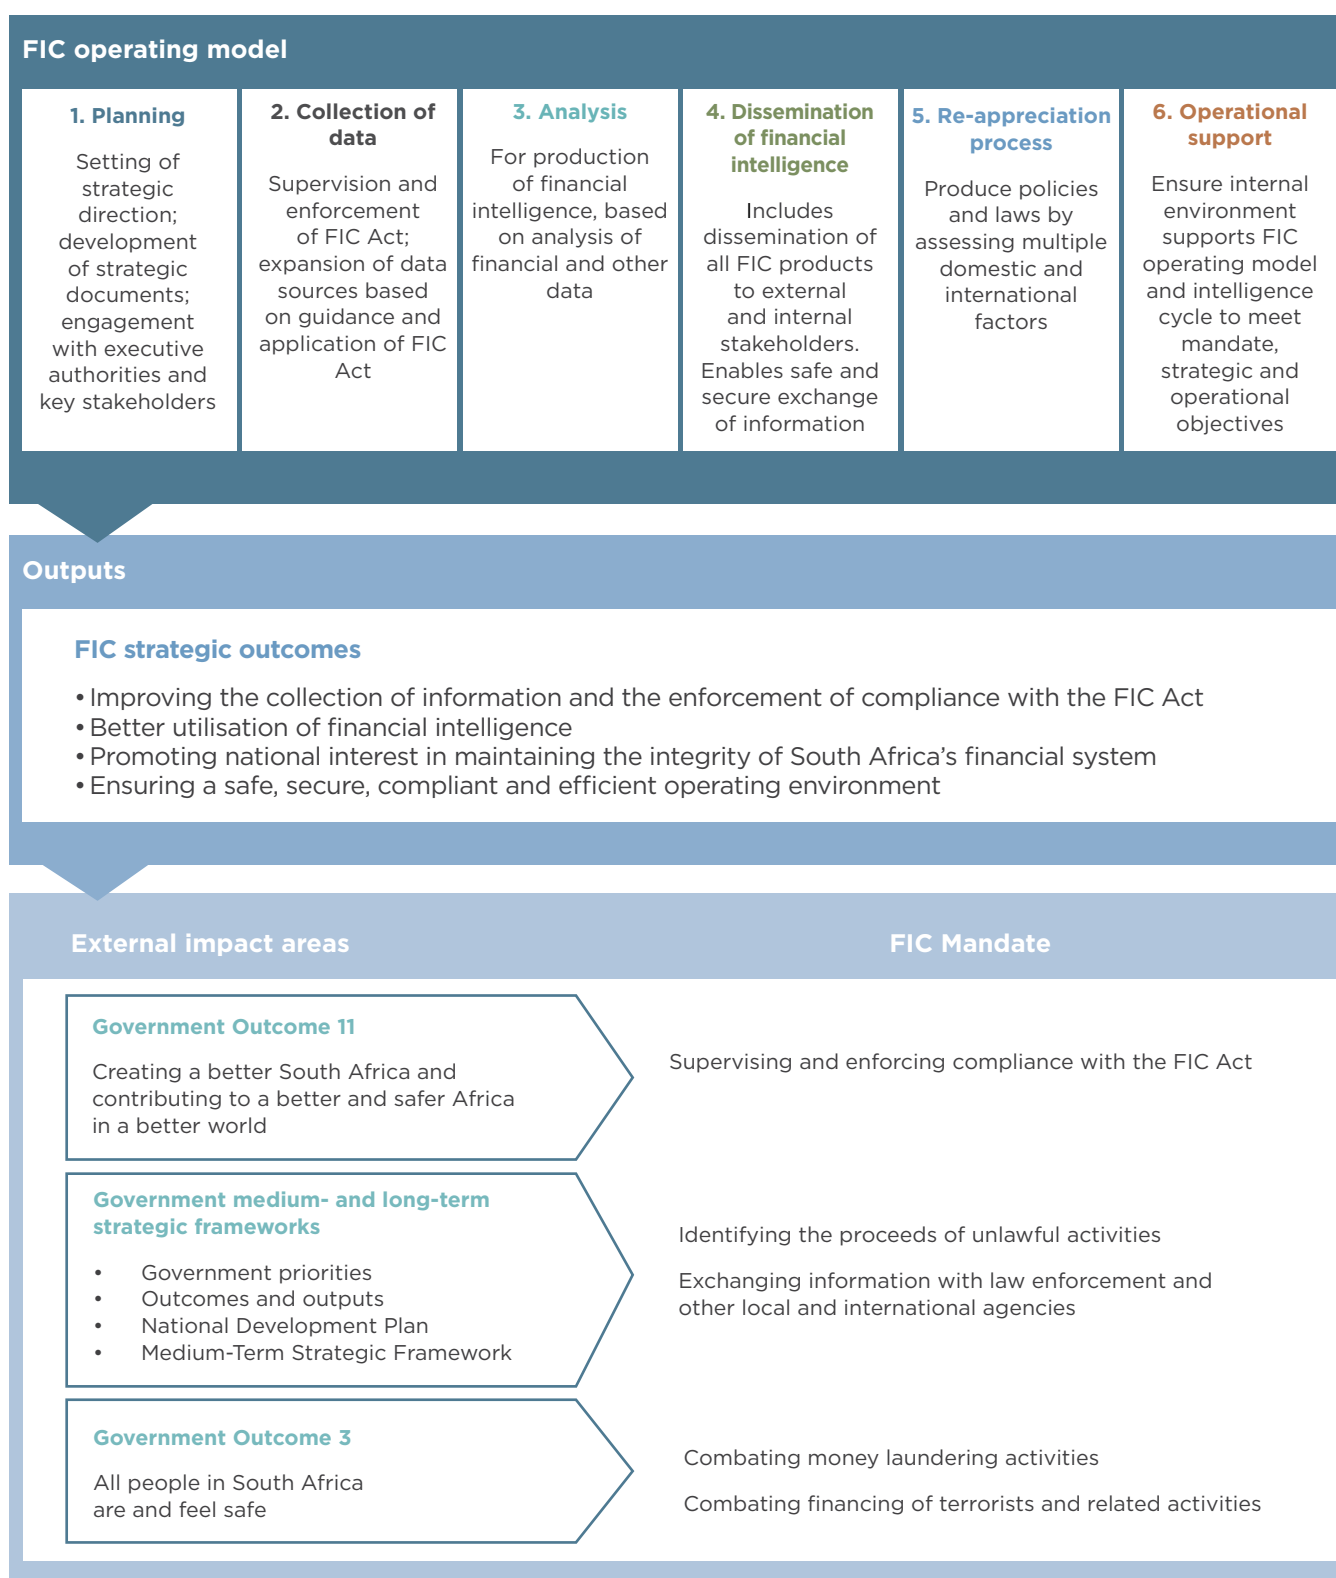 FIC operating model
1. Planning
Setting of
strategic
direction;
development
of strategic
documents;
engagement
with executive
authorities and
key stakeholders
2. Collection of
data
Supervision and
enforcement
of FIC Act;
expansion of data
sources based
on guidance and
application of FIC
Act
3. Analysis
For production
of financial
intelligence, based
on analysis of
financial and other
data
4. Dissemination
of financial
intelligence
Includes
dissemination of
all FIC products
to external
and internal
stakeholders.
Enables safe and
secure exchange
of information
5. Re-appreciation
process
Produce policies
and laws by
assessing multiple
domestic and
international
factors
6. Operational
support
Ensure internal
environment
supports FIC
operating model
and intelligence
cycle to meet
mandate,
strategic and
operational
objectives
Outputs
FIC strategic outcomes
• Improving the collection of information and the enforcement of compliance with the FIC Act
• Better utilisation of financial intelligence
• Promoting national interest in maintaining the integrity of South Africa’s financial system
• Ensuring a safe, secure, compliant and efficient operating environment
External impact areas
FIC Mandate
Government Outcome 11
Creating a better South Africa and
contributing to a better and safer Africa
in a better world
Supervising and enforcing compliance with the FIC Act
Government medium- and long-term
strategic frameworks
• Government priorities
• Outcomes and outputs
• National Development Plan
• Medium-Term Strategic Framework
Identifying the proceeds of unlawful activities
Exchanging information with law enforcement and
other local and international agencies
Government Outcome 3
All people in South Africa
are and feel safe
Combating money laundering activities
Combating financing of terrorists and related activities